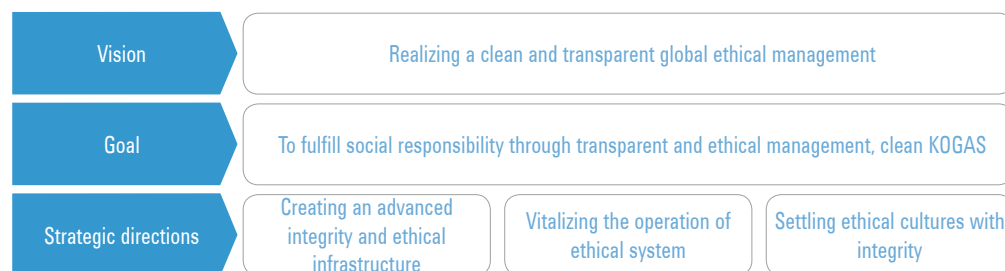 Vision
Realizing a clean and transparent global ethical management
Goal
To fulfill social responsibility through transparent and ethical management, clean KOGAS
Strategic directions
Creating an advanced
integrity and ethical
infrastructure
Vitalizing the operation of
ethical system
Settling ethical cultures with
integrity